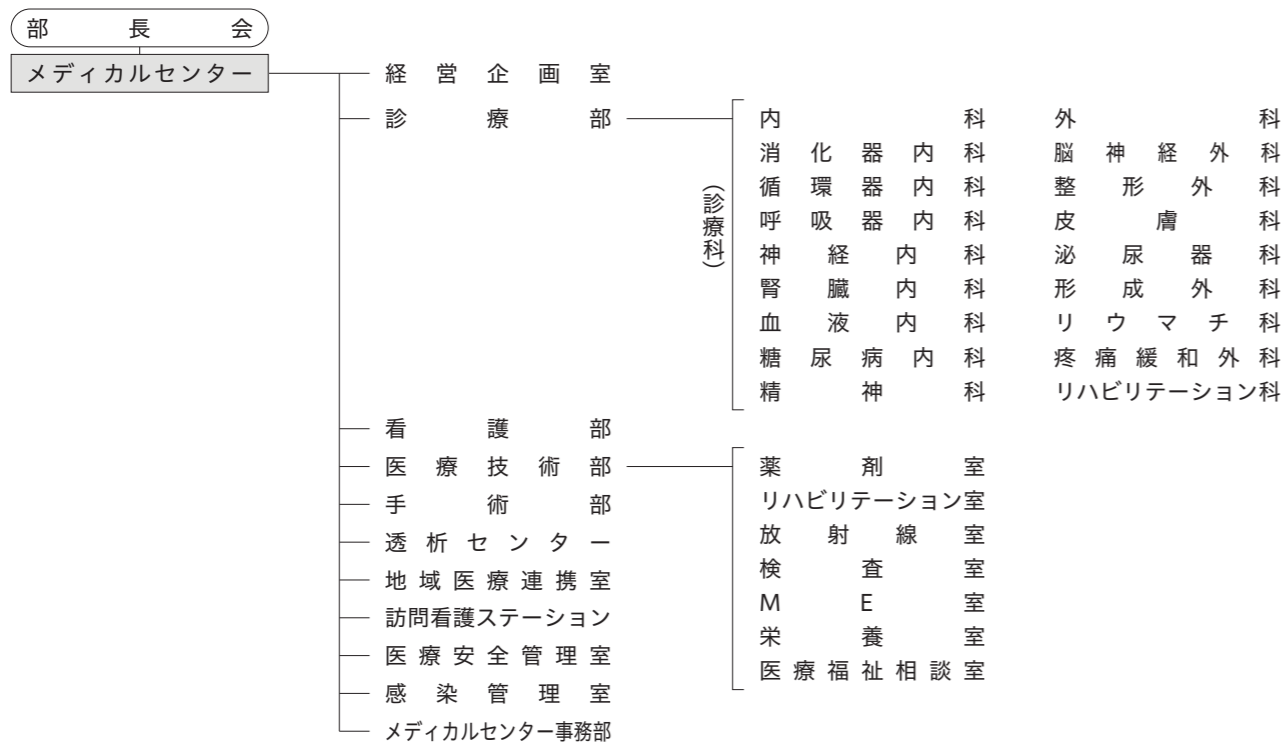 部長会
メディカルセンター
経営企画室
診療部
(診療科)
内科 外科
消化器内科 脳神経外科
循環器内科 整形外科
呼吸器内科 皮膚科
神経内科 泌尿器科
腎臓内科 形成外科
血液内科 リウマチ科
糖尿病内科 疼痛緩和外科
精神科 リハビリテーション科
看護部
医療技術部
薬剤室
リハビリテーション室
放射線室
検査室
ME室
栄養室
医療福祉相談室
手術部
透析センター
地域医療連携室
訪問看護ステーション
医療安全管理室
感染管理室
メディカルセンター事務部